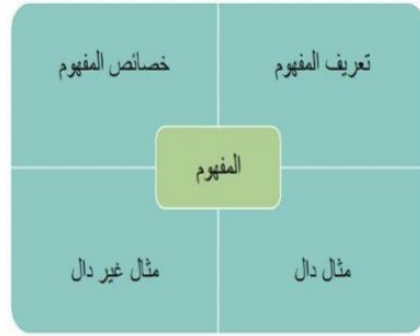 تعريف المفهوم
خصائص المفهوم
المفهوم
مثال دال
مثال غير دال